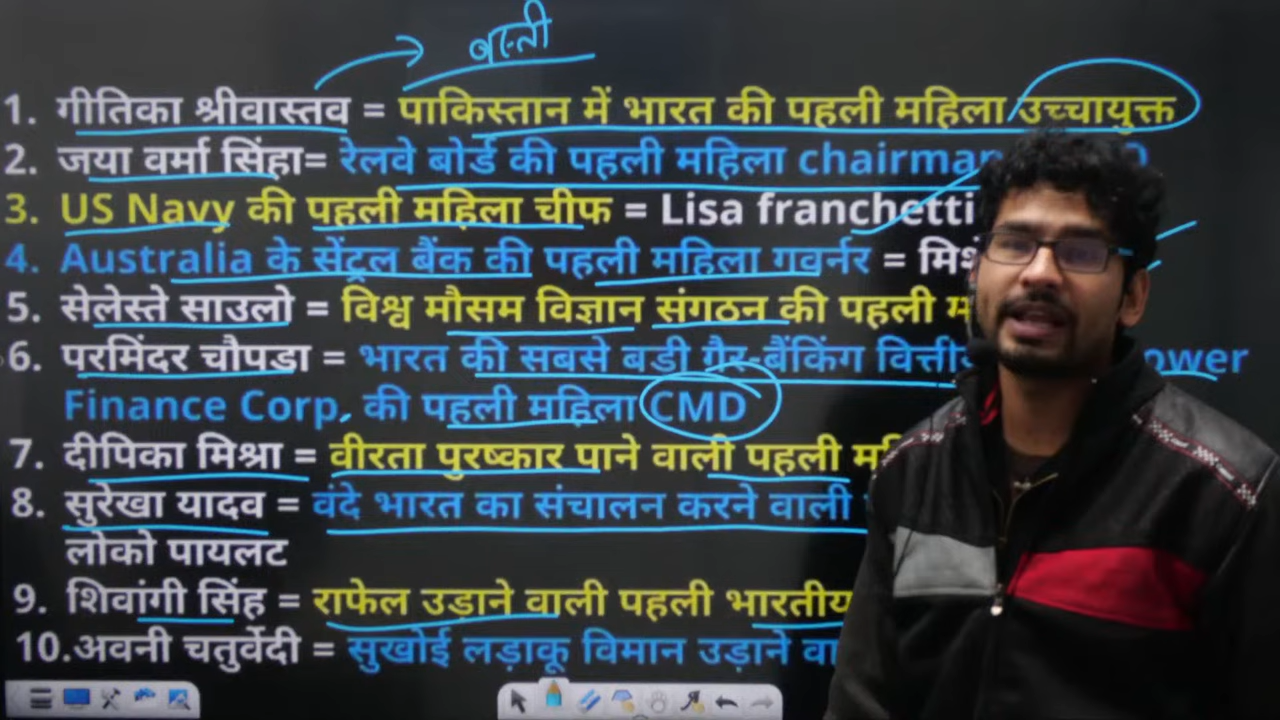 बस्ती
1. गीतिका श्रीवास्तव = पाकिस्तान में भारत की पहली महिला उच्चायुक्त
2. जया वर्मा सिंहा= रेलवे बोर्ड की पहली महिला chairman
3. US Navy की पहली महिला चीफ = Lisa franchetti
4. Australia के सेंट्रल बैंक की पहली महिला गवर्नर =
5. सेलेस्ते साउलो = विश्व मौसम विज्ञान संगठन की पहली
6. परमिंदर चौपडा = भारत की सबसे बडी गैर-बैंकिंग
Finance Corp, की पहली महिला CMD
7. दीपिका मिश्रा = वीरता पुरष्कार पाने वाली पहली
8. सुरेखा यादव = वंदे भारत का संचालन करने वाली
लोको पायलट
9. शिवांगी सिंह = राफेल उडाने वाली पहली भारतीय
10.अवनी चतुर्वेदी = सुखोई लड़ाकू विमान उड़ाने